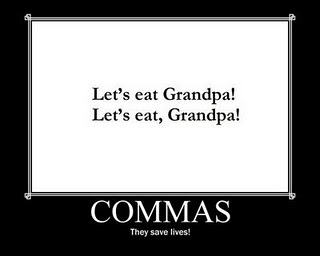 Let's eat Grandpa!
Let's eat, Grandpa!
COMMAS
They save lives!